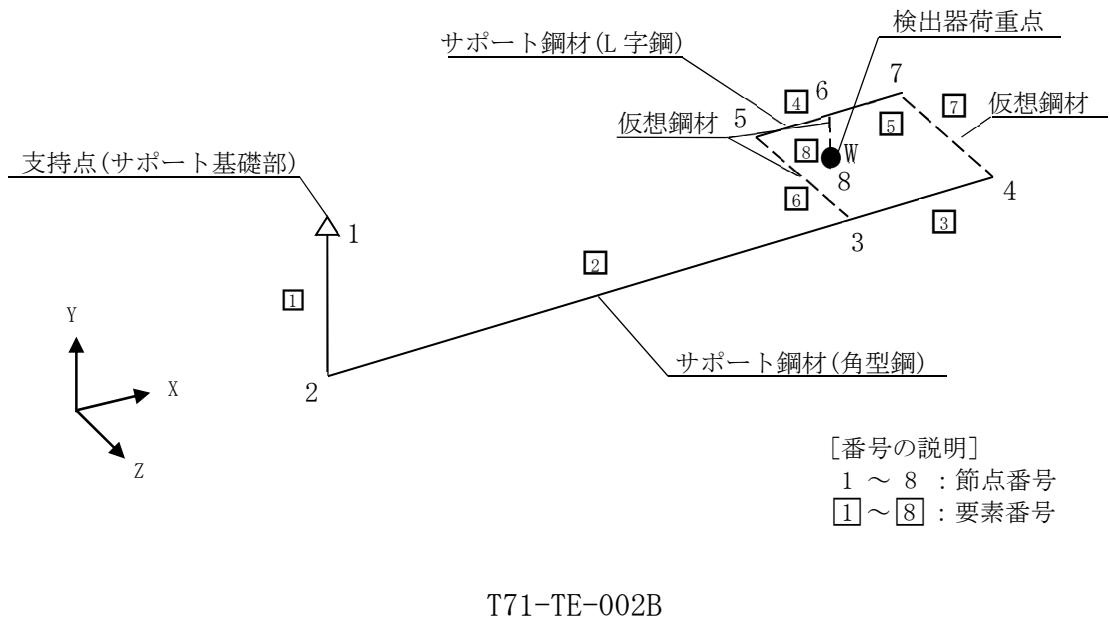 検出器荷重点
サポート鋼材(L 字鋼)
7
6
4
7
仮想鋼材
5
5
仮想鋼材
8
W
支持点(サポート基礎部)
8
6
4
3
1
3
2
1
Y
サポート鋼材(角型鋼)
X
2
Z
[番号の説明]
1 ～ 8 : 節点番号
1～8 : 要素番号
T71-TE-002B